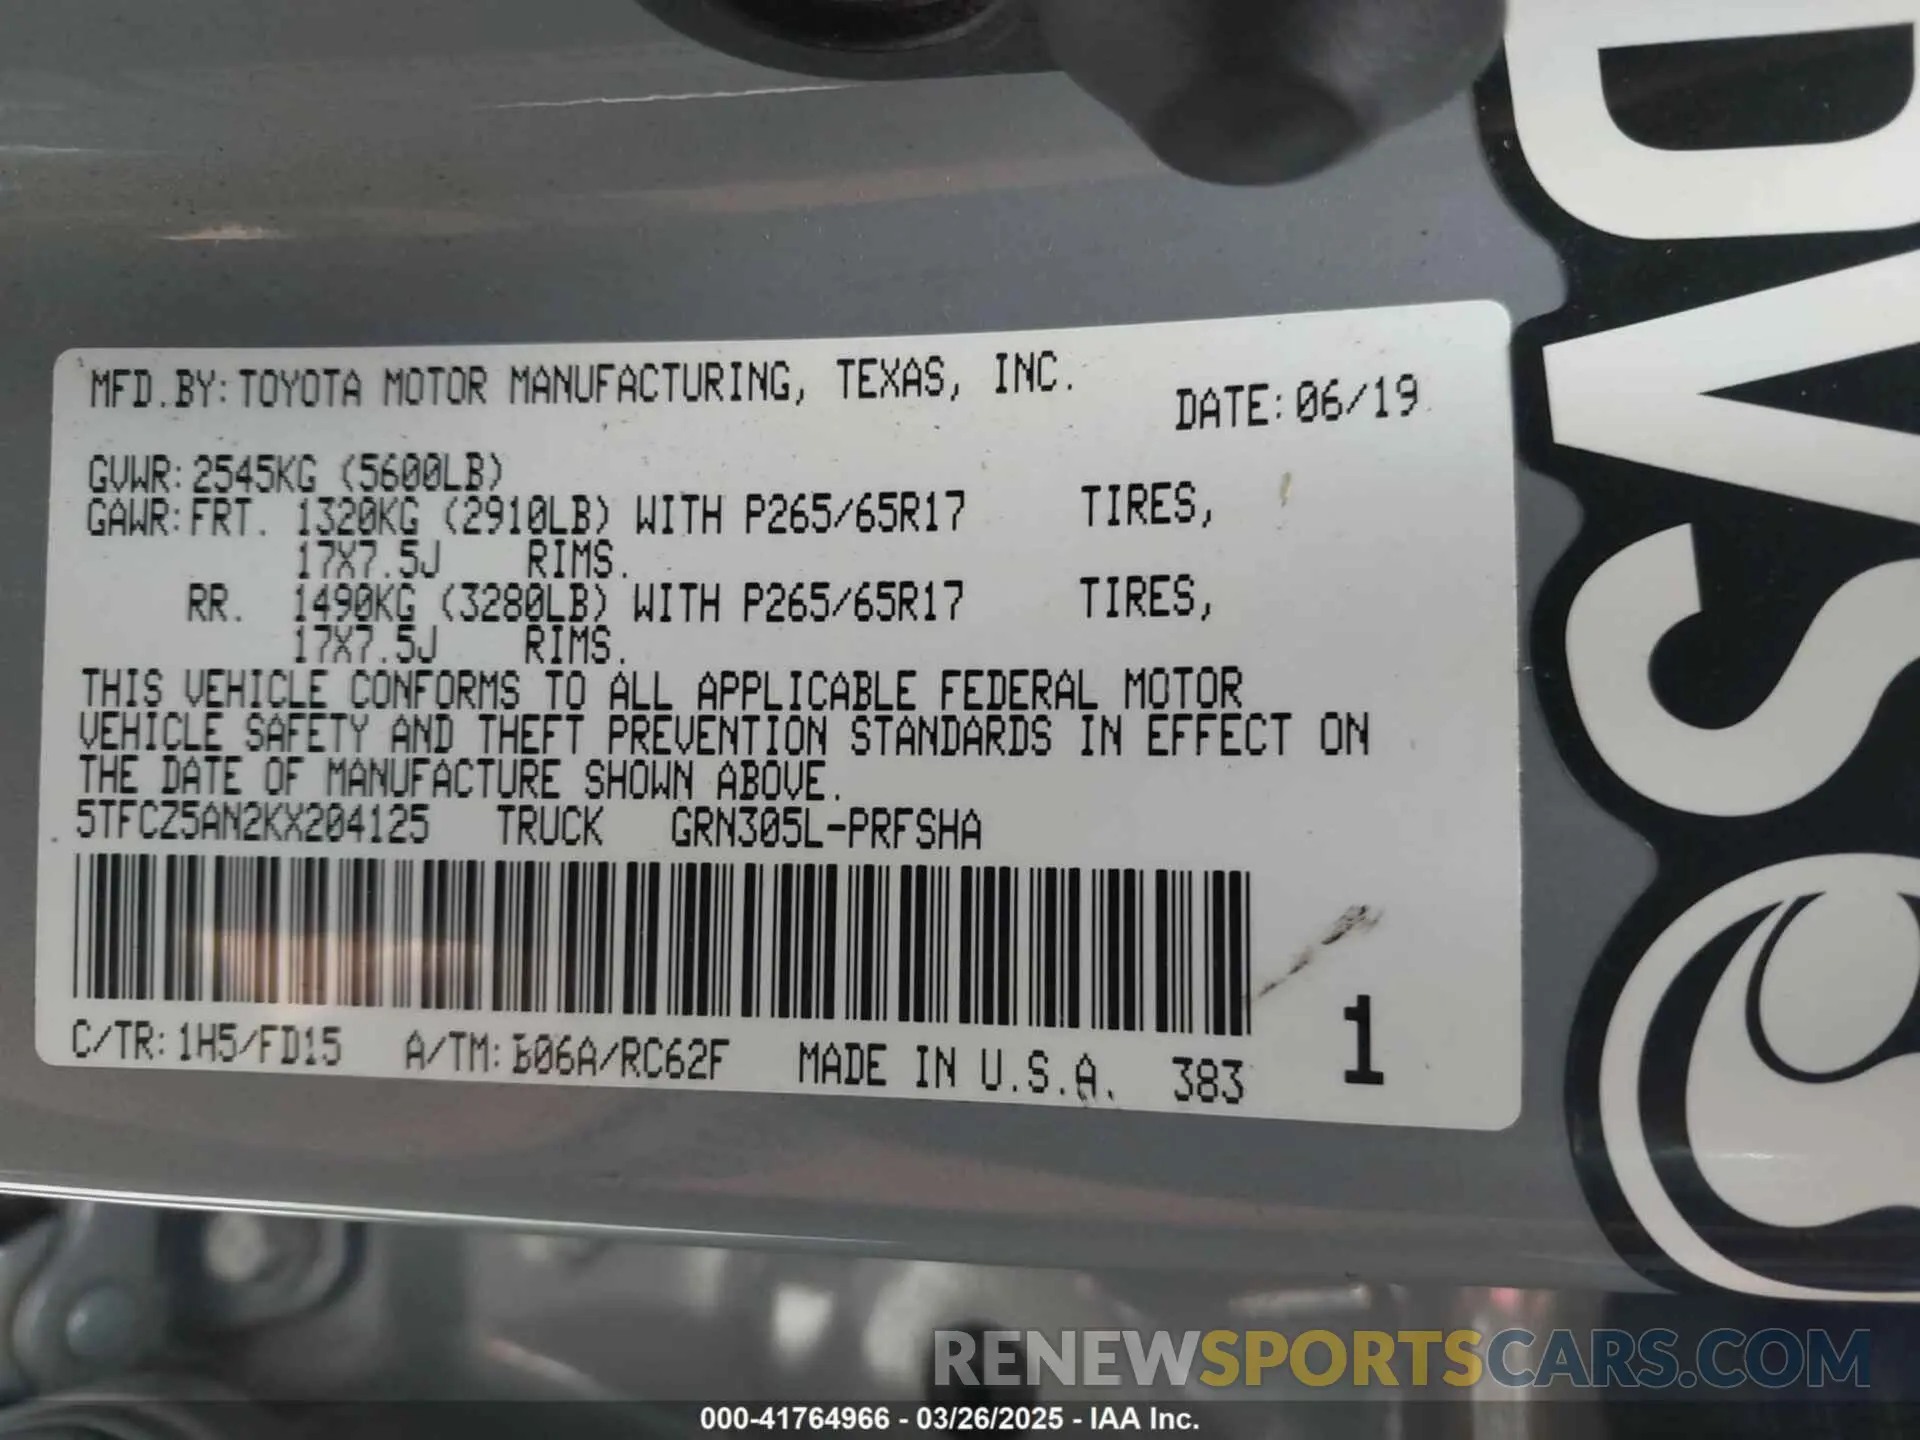 MFD.BY:TOYOTA MOTOR MANUFACTURING, TEXAS, INC.
DATE:06/19
GVWR:2545KG (5600LB)
GAWR:FRT. 1320KG (2910LB) WITH P265/65R17 TIRES,
17X7.5J RIMS.
RR. 1490KG (3280LB) WITH P265/65R17 TIRES,
17X7.5J RIMS.
THIS VEHICLE CONFORMS TO ALL APPLICABLE FEDERAL MOTOR
VEHICLE SAFETY AND THEFT PREVENTION STANDARDS IN EFFECT ON
THE DATE OF MANUFACTURE SHOWN ABOVE.
5TFCZ5AN2KX204125 TRUCK GRN305L-PRFSHA
C/TR:1H5/FD15 A/TM:B06A/RC62F MADE IN U.S.A. 383
1
RENEWSPORTSCARS.COM
000-41764966 - 03/26/2025 - IAA Inc.